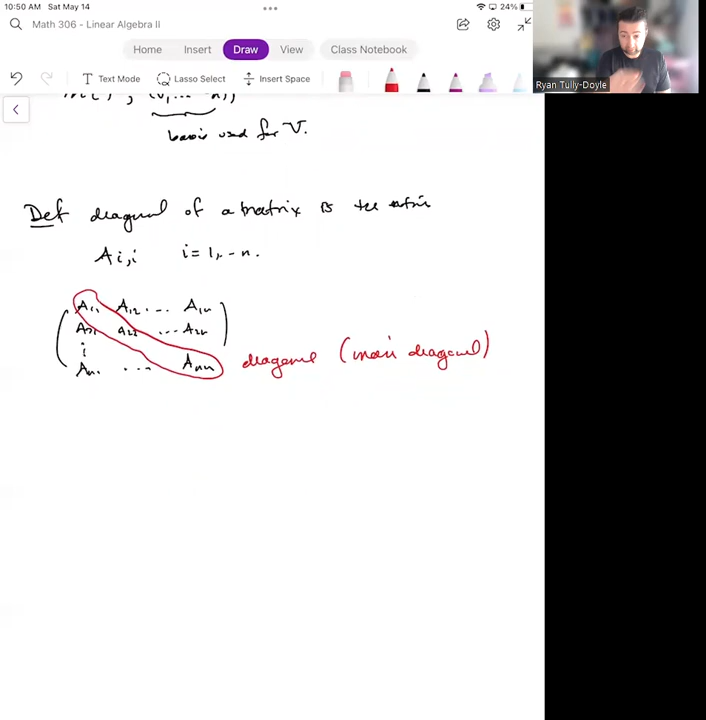 10:50 AM Sat May 14
24%
Math 306 - Linear Algebra II
Home Insert Draw View Class Notebook
Text Mode Lasso Select Insert Space
Ryan Tully-Doyle
basis used for V.
Def diagonal of a matrix is the
A i,i i = 1, -- n.
A11 A12 ... A1n
A21 a22 ... A2n
An1 ... Ann
diagonal (main diagonal)